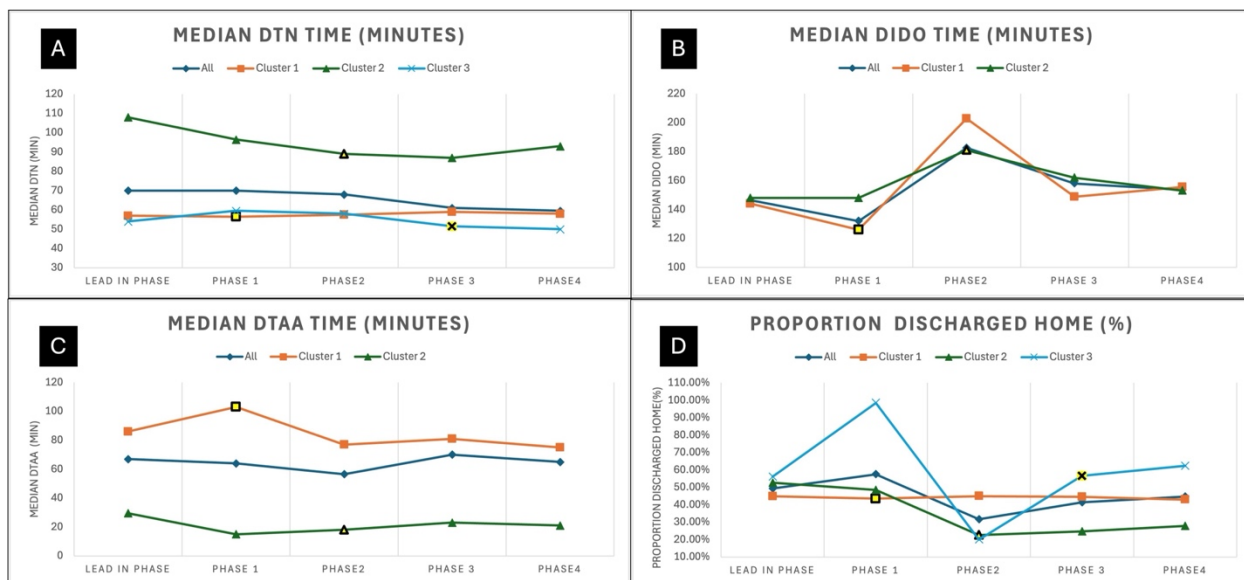 A
MEDIAN DTN TIME (MINUTES)
All Cluster 1 Cluster 2 Cluster 3
MEDIAN DTN (MIN)
120
110
100
90
80
70
60
50
40
30
LEAD IN PHASE PHASE 1 PHASE2 PHASE 3 PHASE4
B
MEDIAN DIDO TIME (MINUTES)
All Cluster 1 Cluster 2
MEDIAN DIDO (MIN)
220
200
180
160
140
120
100
LEAD IN PHASE PHASE 1 PHASE2 PHASE 3 PHASE4
C
MEDIAN DTAA TIME (MINUTES)
All Cluster 1 Cluster 2
MEDIAN DTAA (MIN)
120
100
80
60
40
20
0
LEAD IN PHASE PHASE 1 PHASE2 PHASE 3 PHASE4
D
PROPORTION DISCHARGED HOME (%)
All Cluster 1 Cluster 2 Cluster 3
PROPORTION DISCHARGED HOME(%)
110.00%
100.00%
90.00%
80.00%
70.00%
60.00%
50.00%
40.00%
30.00%
20.00%
10.00%
LEAD IN PHASE PHASE 1 PHASE2 PHASE 3 PHASE4